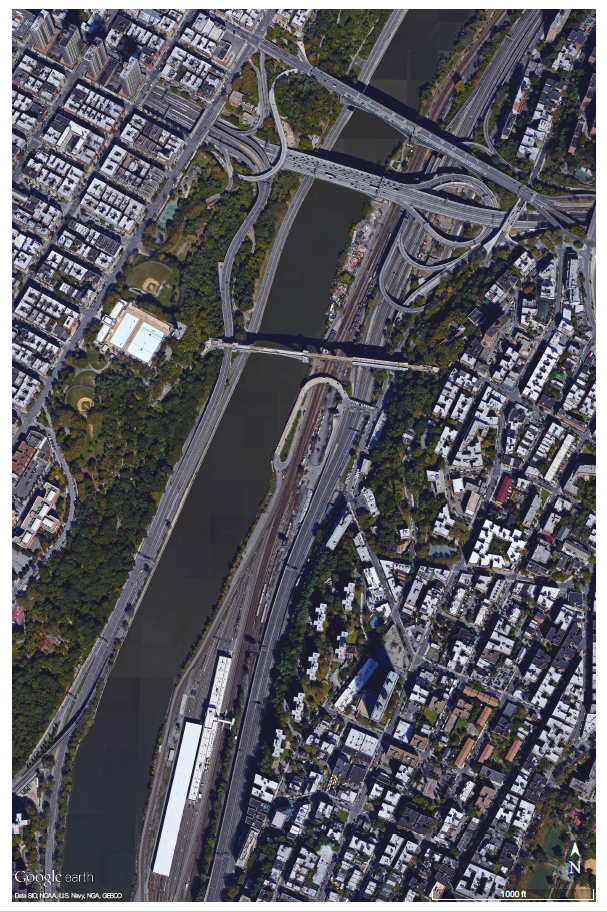 Google earth
Data SIO, NOAA, U.S. Navy, NGA, GEBCO
N
1000 ft